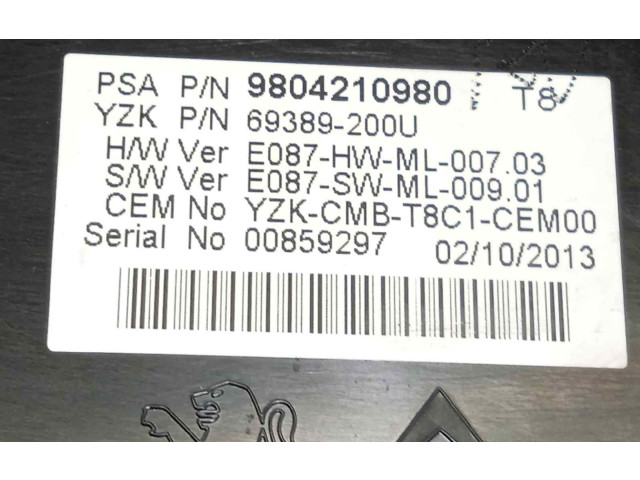 PSA P/N 9804210980 T8
YZK P/N 69389-200U
H/W Ver E087-HW-ML-007.03
S/W Ver E087-SW-ML-009.01
CEM No YZK-CMB-T8C1-CEM00
Serial No 00859297 02/10/2013